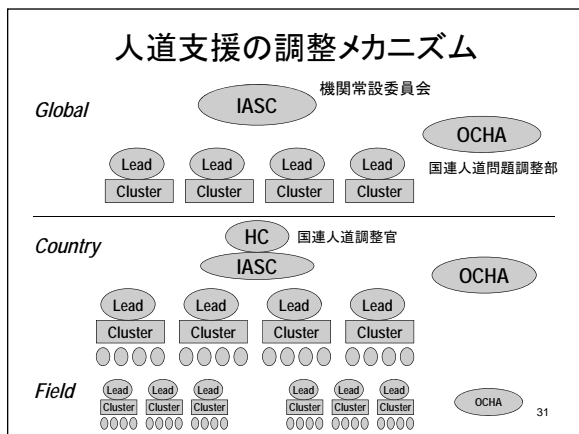 人道支援の調整メカニズム
機関常設委員会
IASC
Global
OCHA
国連人道問題調整部
Lead Lead Lead Lead
Cluster Cluster Cluster Cluster
HC 国連人道調整官
Country
IASC
OCHA
Lead Lead Lead Lead
Cluster Cluster Cluster Cluster
Field
Lead Lead Lead Lead Lead Lead
Cluster Cluster Cluster Cluster Cluster Cluster
OCHA
31